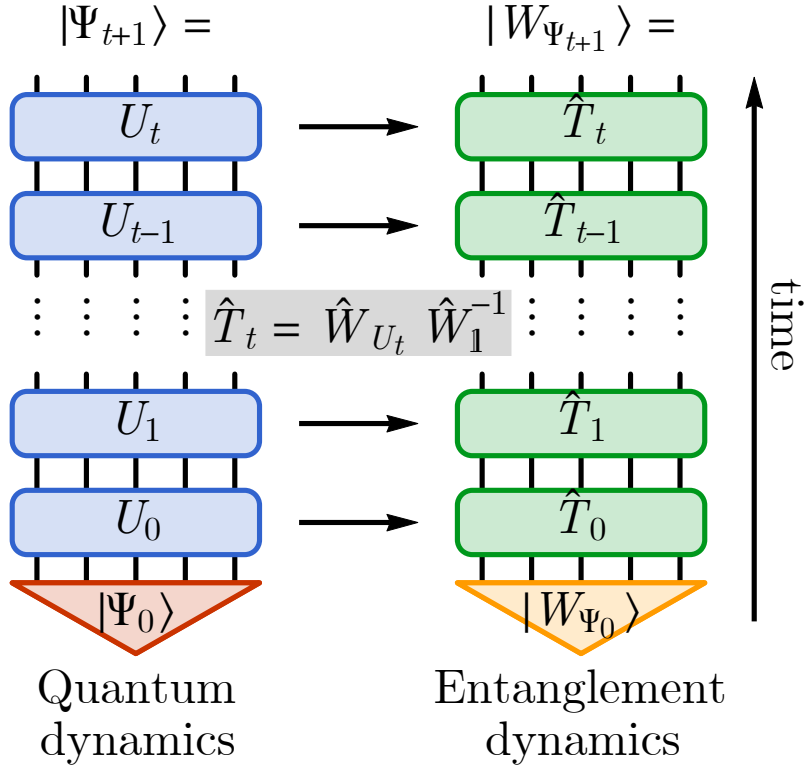 |Ψ_{t+1}⟩ = |W_{Ψ_{t+1}}⟩ =
U_t T̂_t
U_{t−1} T̂_{t−1}
T̂_t = Ŵ_{U_t} Ŵ_𝟙^{−1}
U_1 T̂_1
U_0 T̂_0
|Ψ_0⟩ |W_{Ψ_0}⟩
time
Quantum
dynamics
Entanglement
dynamics